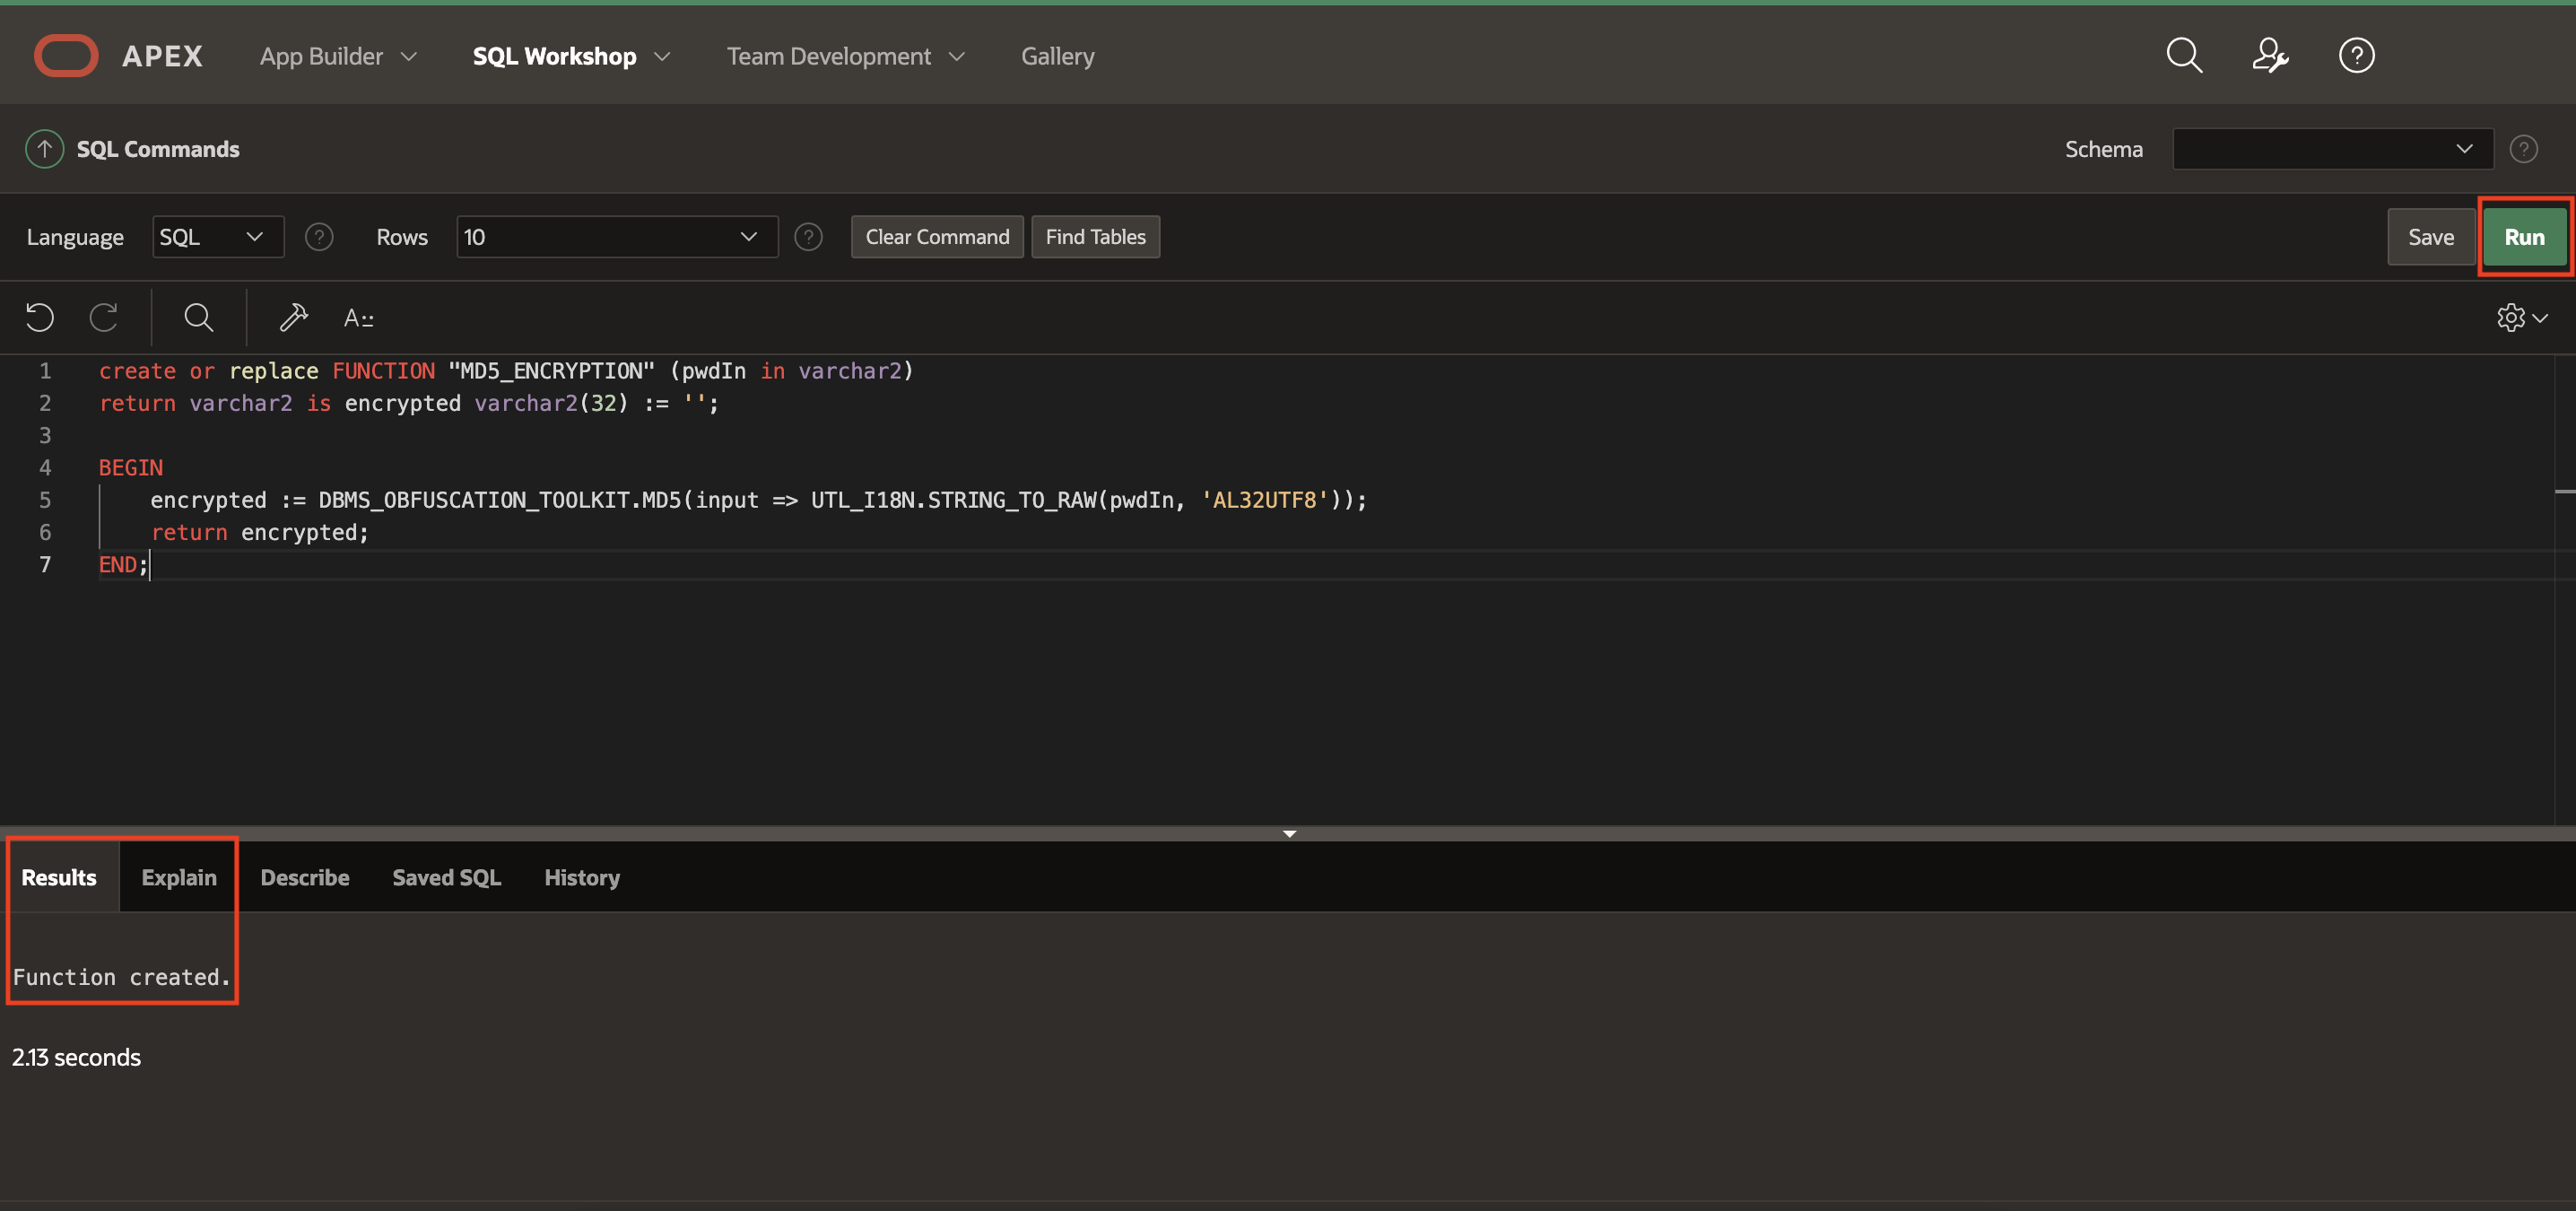 APEX App Builder SQL Workshop Team Development Gallery
SQL Commands Schema
Language SQL Rows 10 Clear Command Find Tables Save Run
A::
1 create or replace FUNCTION "MD5_ENCRYPTION" (pwdIn in varchar2)
2 return varchar2 is encrypted varchar2(32) := '';
3
4 BEGIN
5 encrypted := DBMS_OBFUSCATION_TOOLKIT.MD5(input => UTL_I18N.STRING_TO_RAW(pwdIn, 'AL32UTF8'));
6 return encrypted;
7 END;
Results Explain Describe Saved SQL History
Function created.
2.13 seconds